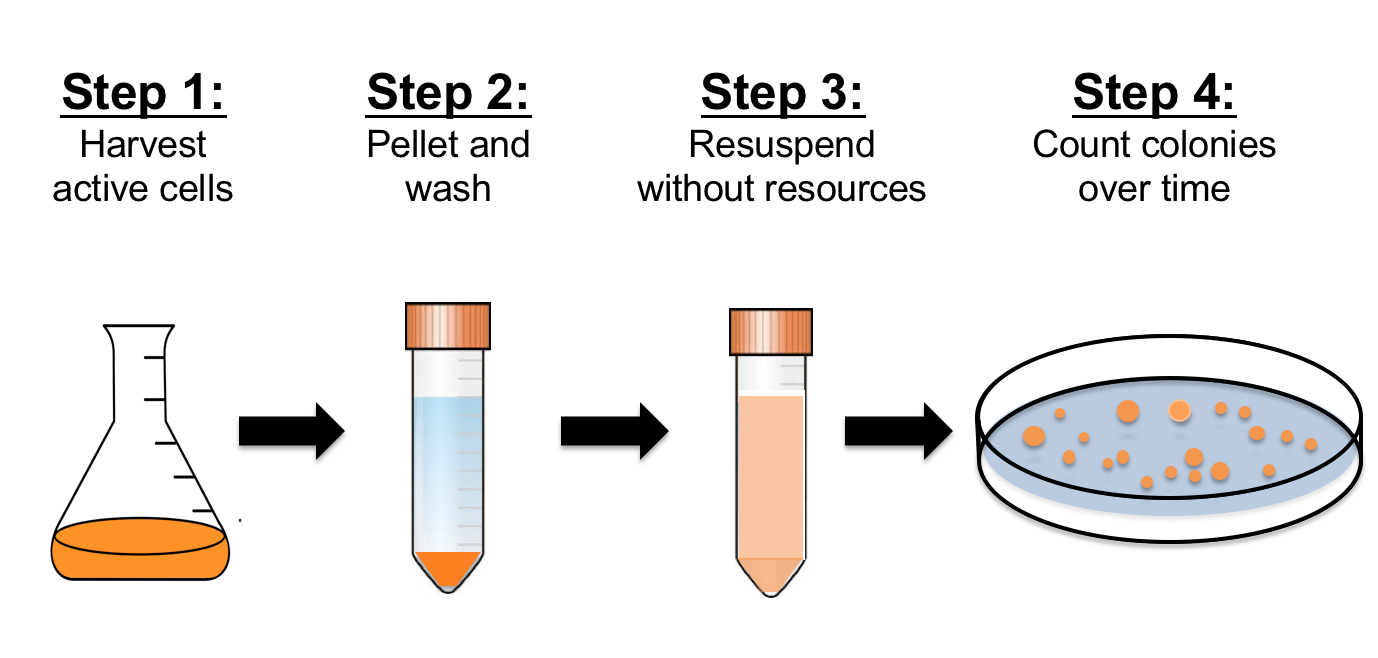 Step 1:
Harvest
active cells
Step 2:
Pellet and
wash
Step 3:
Resuspend
without resources
Step 4:
Count colonies
over time